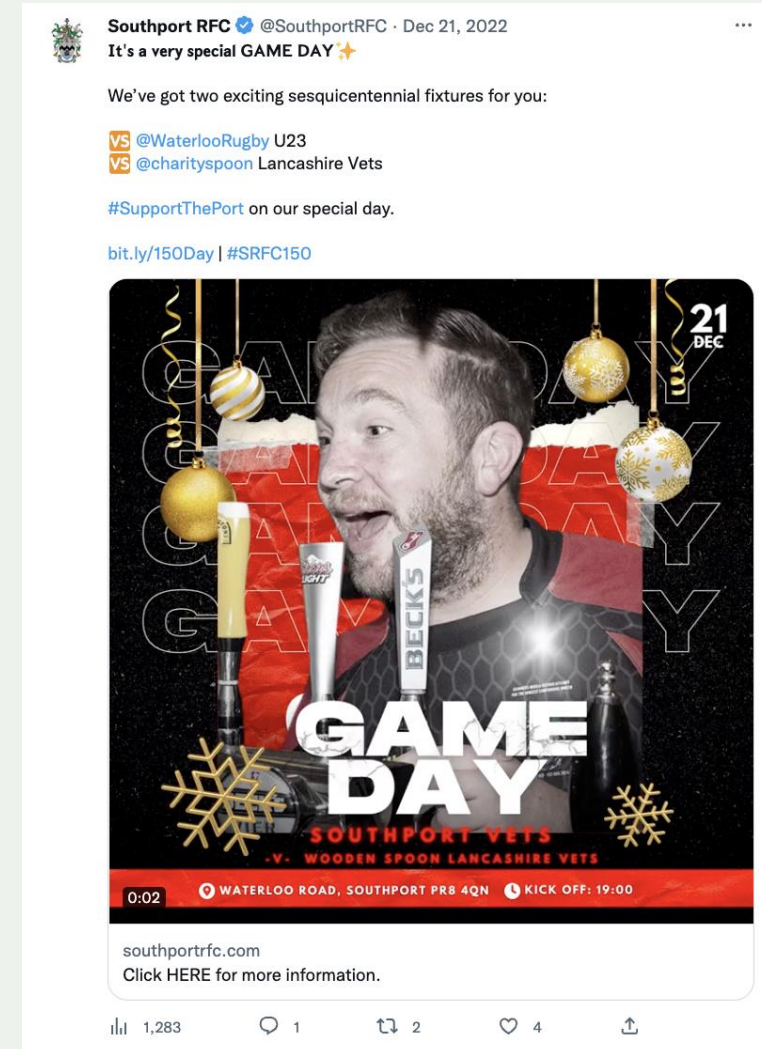 Southport RFC @SouthportRFC · Dec 21, 2022
It's a very special GAME DAY✨
We've got two exciting sesquicentennial fixtures for you:
🆚 @WaterlooRugby U23
🆚 @charityspoon Lancashire Vets
#SupportThePort on our special day.
bit.ly/150Day | #SRFC150
21
DEC
GAME DAY
GAME DAY
GAME DAY
GAME DAY
LIGHT
BECK'S
GAME
DAY
SOUTHPORT VETS
-V- WOODEN SPOON LANCASHIRE VETS
WATERLOO ROAD, SOUTHPORT PR8 4QN KICK OFF: 19:00
0:02
southportrfc.com
Click HERE for more information.
1,283 1 2 4